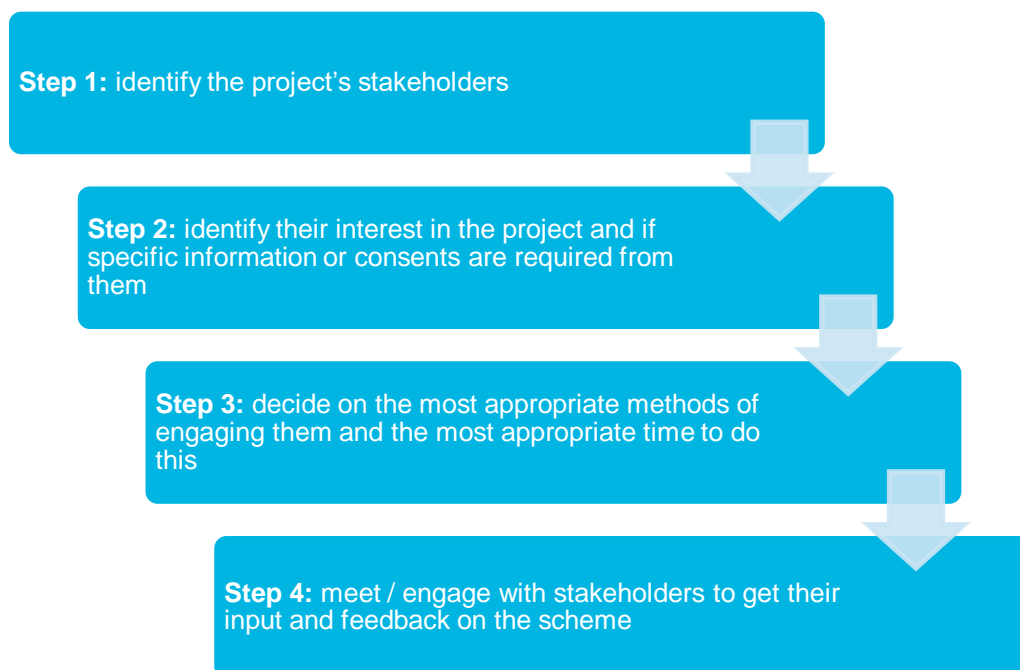 Step 1: identify the project's stakeholders
Step 2: identify their interest in the project and if
specific information or consents are required from
them
Step 3: decide on the most appropriate methods of
engaging them and the most appropriate time to do
this
Step 4: meet / engage with stakeholders to get their
input and feedback on the scheme